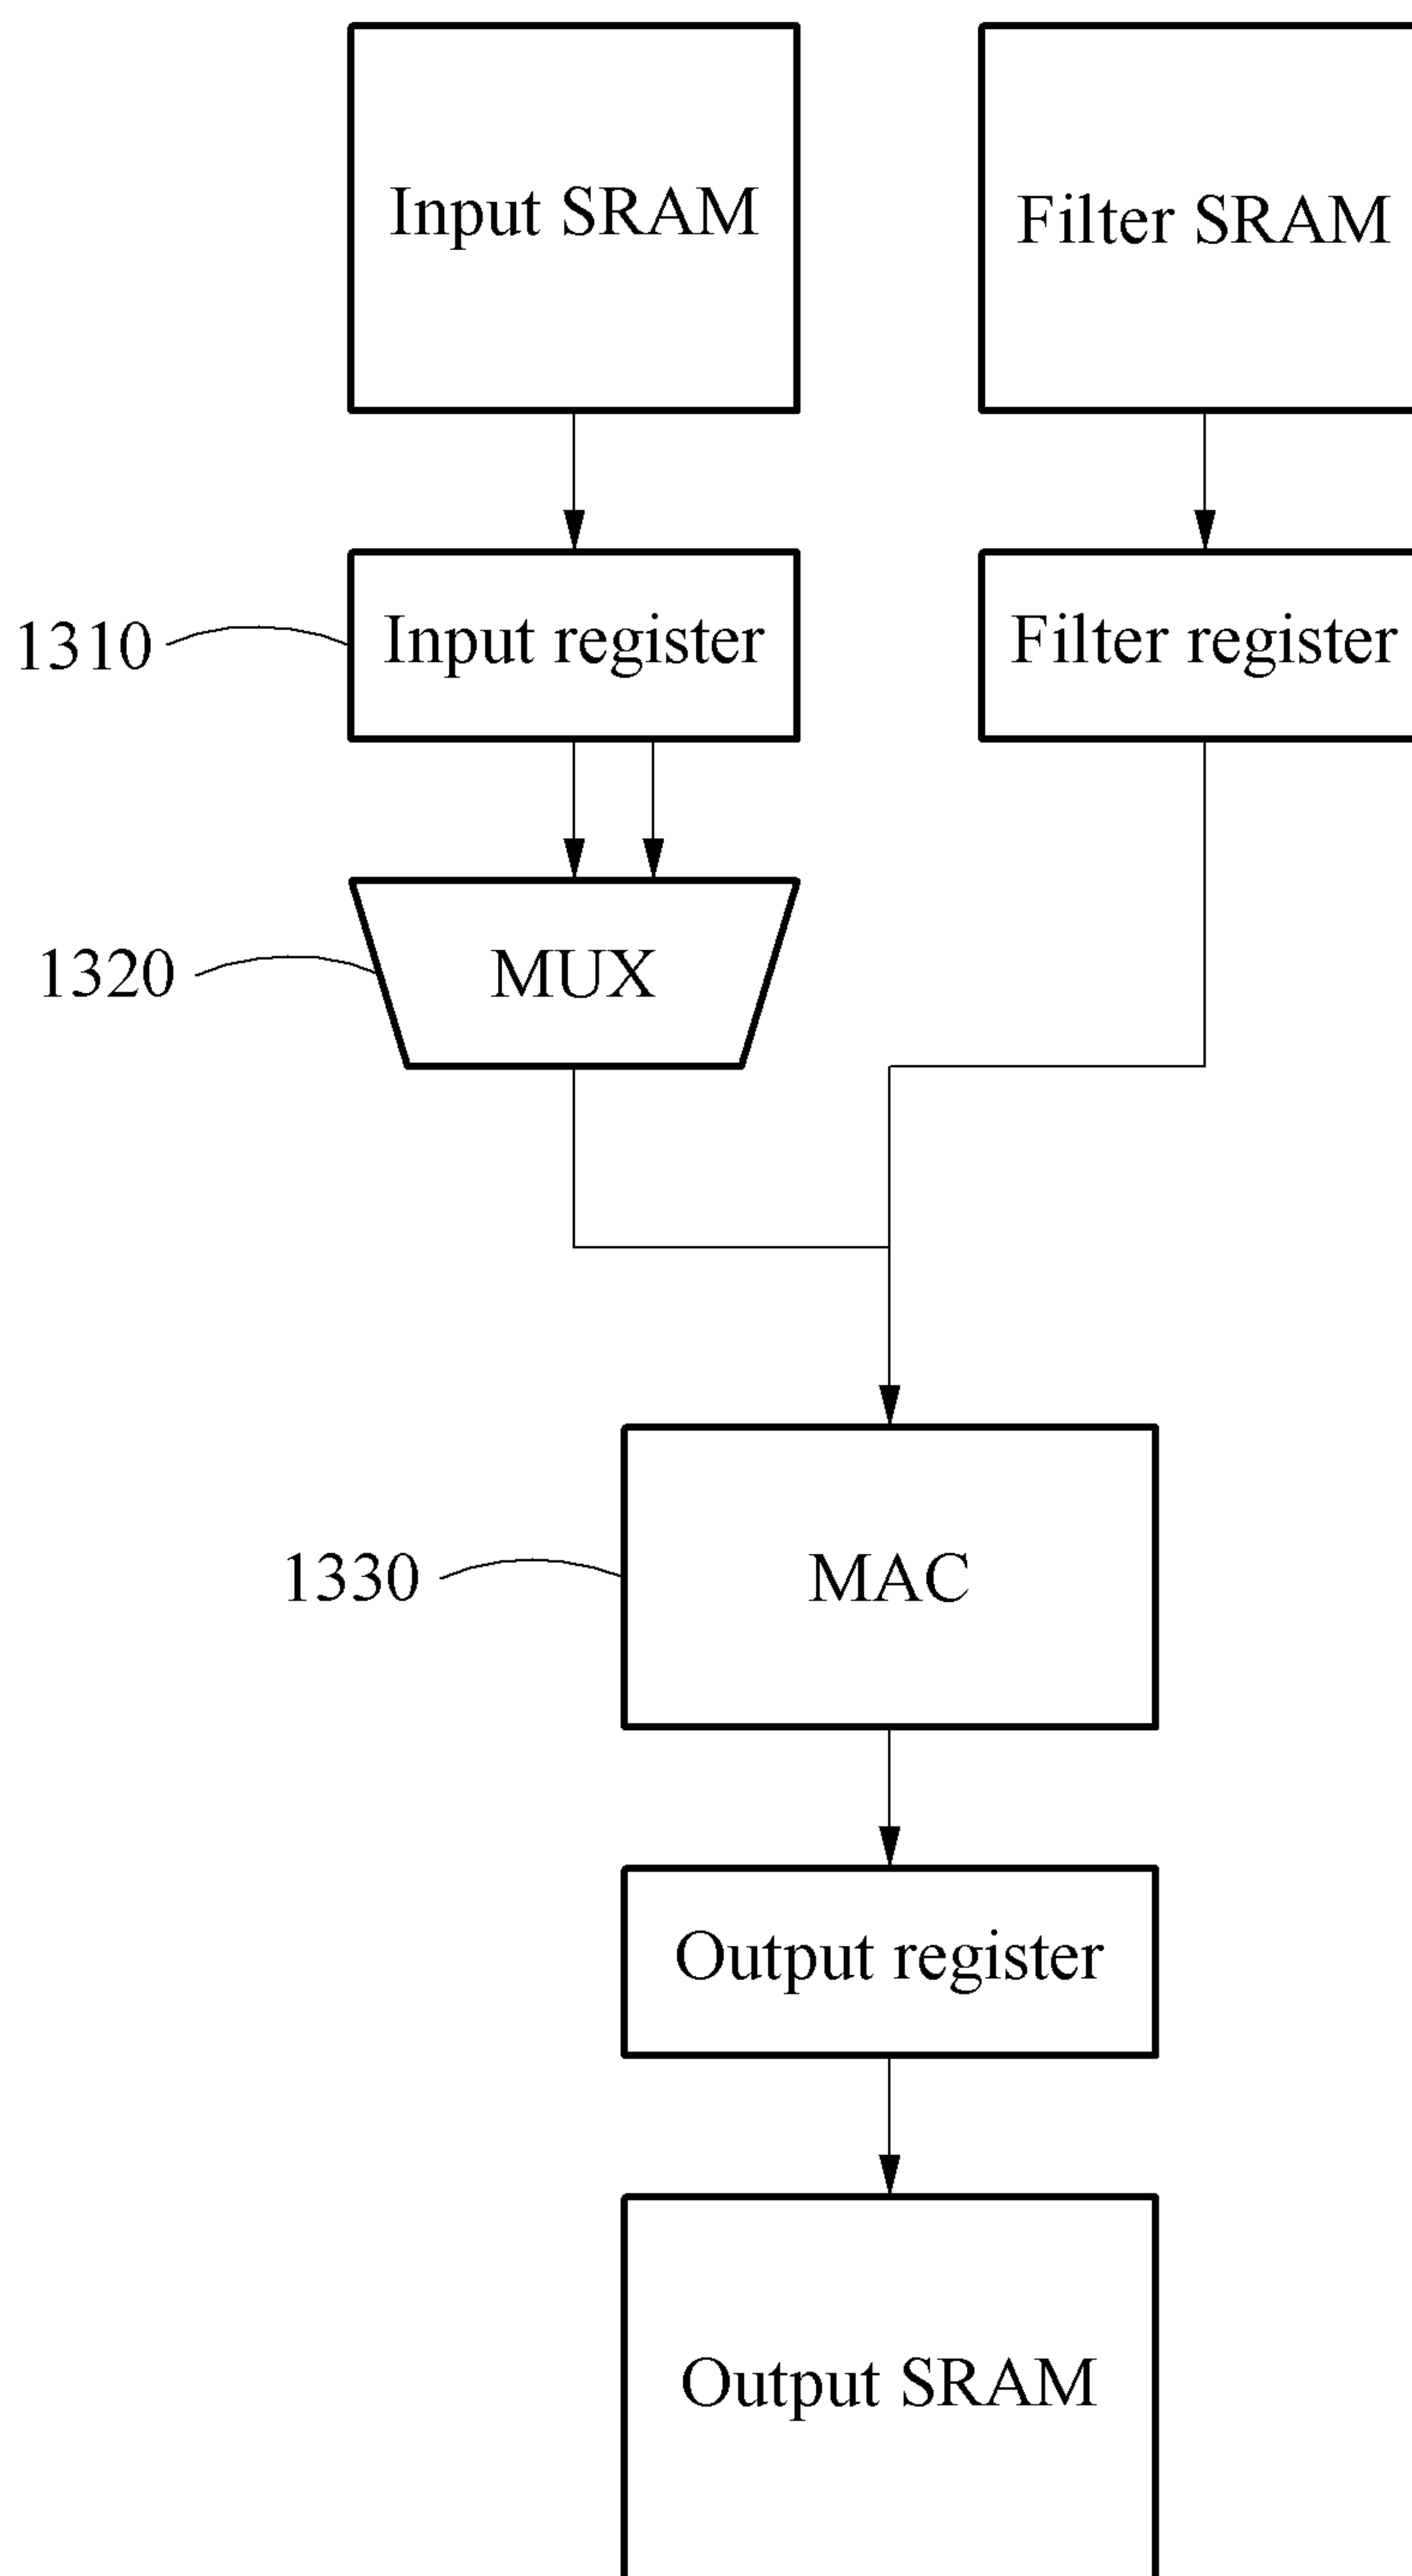 Input SRAM
Filter SRAM
1310
Input register
Filter register
1320
MUX
1330
MAC
Output register
Output SRAM